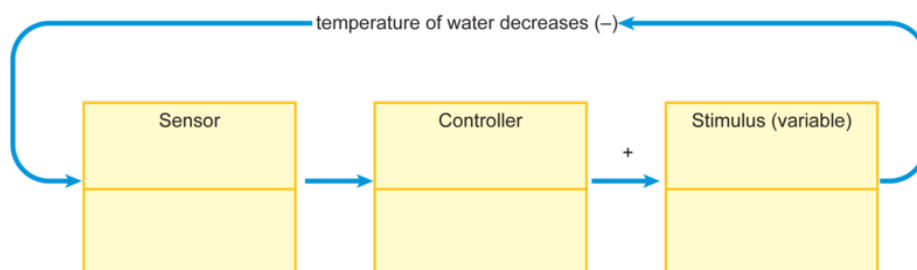 temperature of water decreases (–)
Sensor
Controller
+
Stimulus (variable)